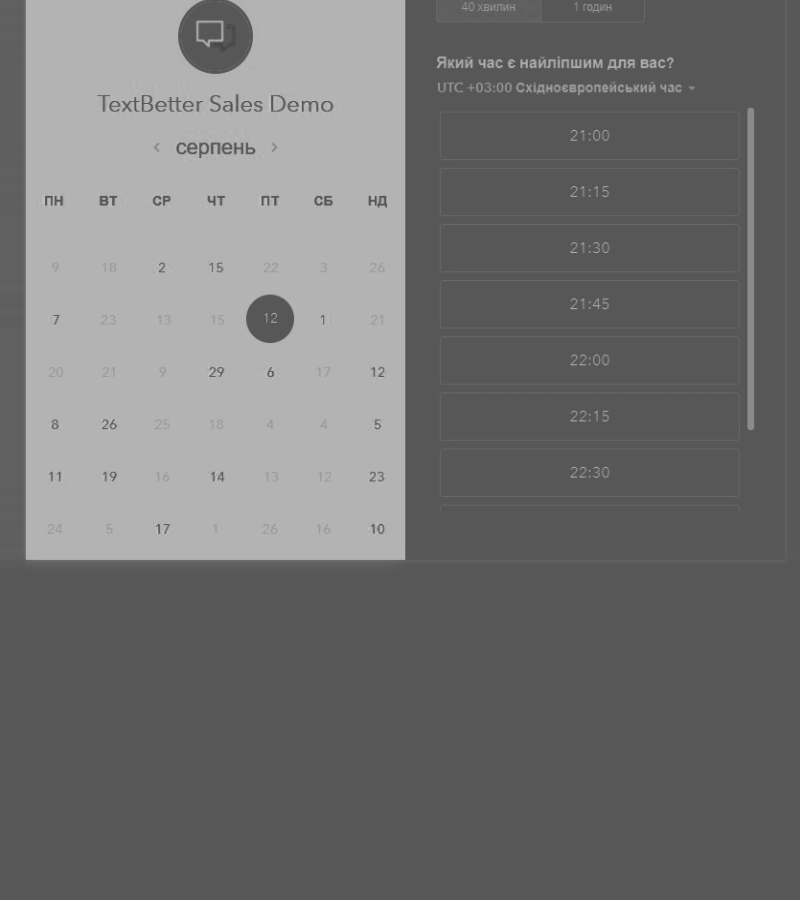 TextBetter Sales Demo
серпень
ПН ВТ СР ЧТ ПТ СБ НД
9 18 2 15 22 3 26
7 23 13 15 12 1 21
20 21 9 29 6 17 12
8 26 25 18 4 4 5
11 19 16 14 13 12 23
24 5 17 1 26 16 10
40 хвилин 1 годин
Який час є найліпшим для вас?
UTC +03:00 Східноєвропейський час
21:00
21:15
21:30
21:45
22:00
22:15
22:30